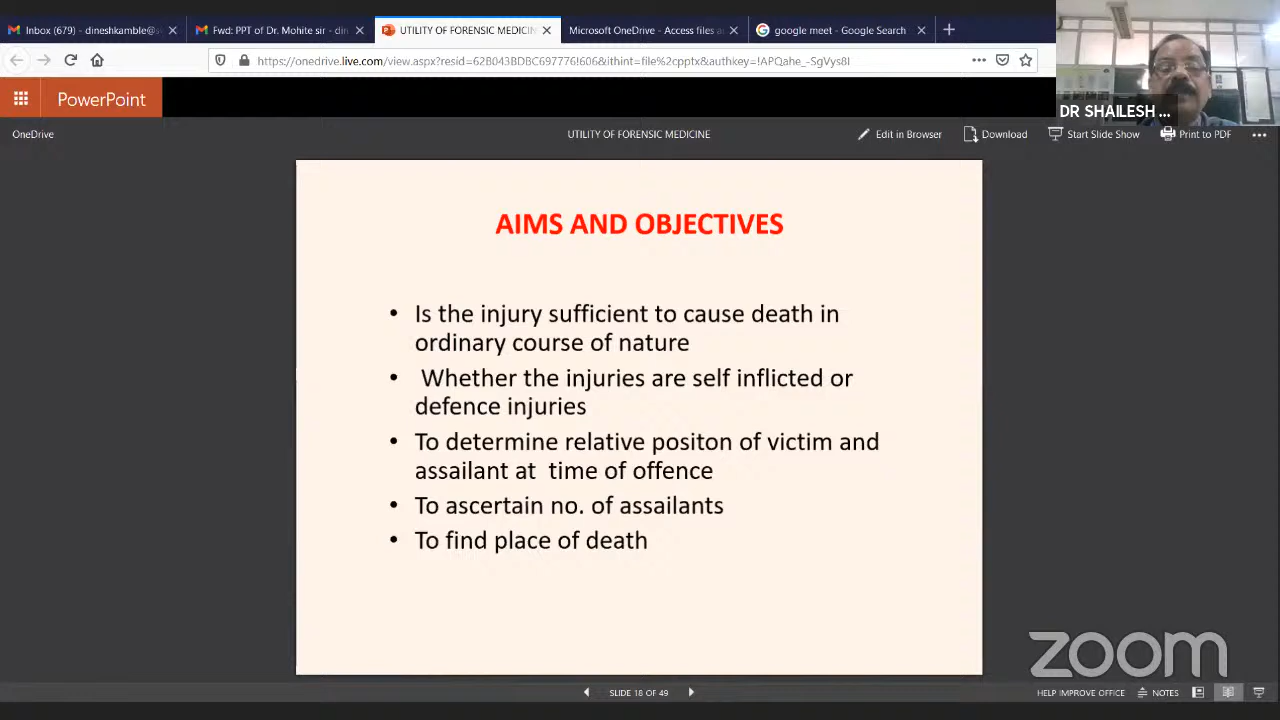 Inbox (679) - dineshkamble@s
Fwd: PPT of Dr. Mohite sir - din
UTILITY OF FORENSIC MEDICIN
Microsoft OneDrive - Access files a
google meet - Google Search
https://onedrive.live.com/view.aspx?resid=62B043BDBC697776!606&ithint=file%2cpptx&authkey=!APQahe_-SgVys8I
DR SHAILESH ...
PowerPoint
OneDrive
UTILITY OF FORENSIC MEDICINE
Edit in Browser
Download
Start Slide Show
Print to PDF
AIMS AND OBJECTIVES
• Is the injury sufficient to cause death in
ordinary course of nature
• Whether the injuries are self inflicted or
defence injuries
• To determine relative positon of victim and
assailant at time of offence
• To ascertain no. of assailants
• To find place of death
zoom
SLIDE 18 OF 49
HELP IMPROVE OFFICE
NOTES